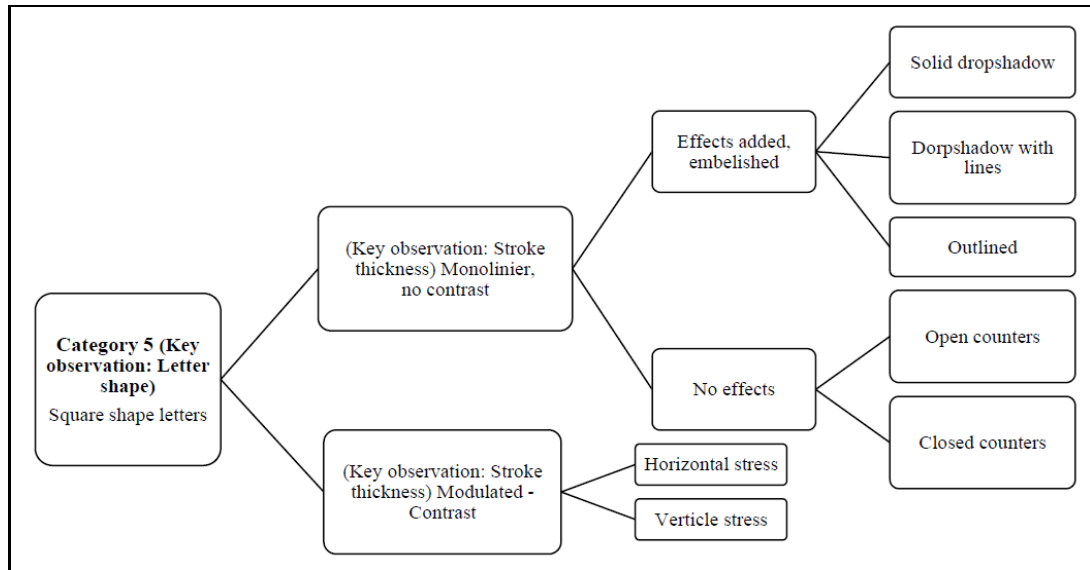 Category 5 (Key
observation: Letter
shape)
Square shape letters
(Key observation: Stroke
thickness) Monolinier,
no contrast
Effects added,
embelished
Solid dropshadow
Dorpshadow with
lines
Outlined
No effects
Open counters
Closed counters
(Key observation: Stroke
thickness) Modulated -
Contrast
Horizontal stress
Verticle stress